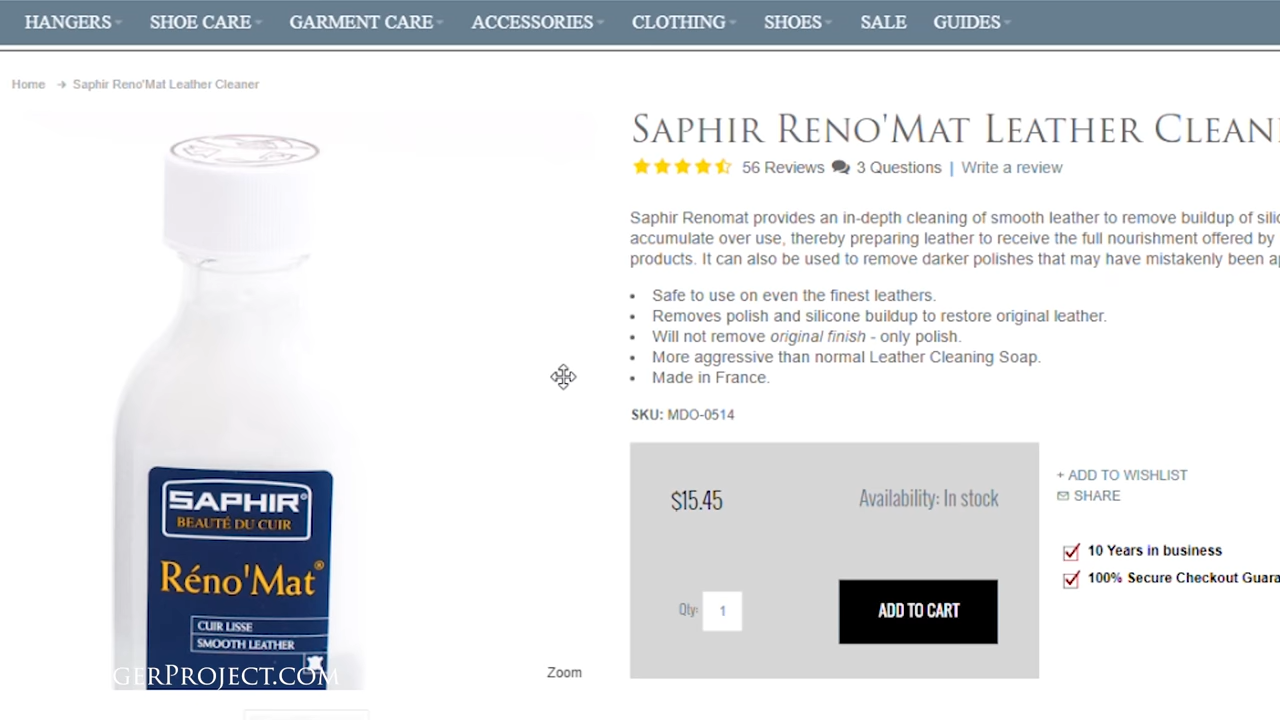 HANGERS SHOE CARE GARMENT CARE ACCESSORIES CLOTHING SHOES SALE GUIDES
Home → Saphir Reno'Mat Leather Cleaner
SAPHIR RENO'MAT LEATHER CLEAN
56 Reviews 3 Questions | Write a review
Saphir Renomat provides an in-depth cleaning of smooth leather to remove buildup of
accumulate over use, thereby preparing leather to receive the full nourishment offered by
products. It can also be used to remove darker polishes that may have mistakenly been
• Safe to use on even the finest leathers.
• Removes polish and silicone buildup to restore original leather.
• Will not remove original finish - only polish.
• More aggressive than normal Leather Cleaning Soap.
• Made in France.
SKU: MDO-0514
$15.45 Availability: In stock
Qty: 1 ADD TO CART
+ ADD TO WISHLIST
SHARE
10 Years in business
100% Secure Checkout
SAPHIR®
BEAUTÉ DU CUIR
Réno'Mat®
CUIR LISSE
SMOOTH LEATHER
GERPROJECT.COM
Zoom